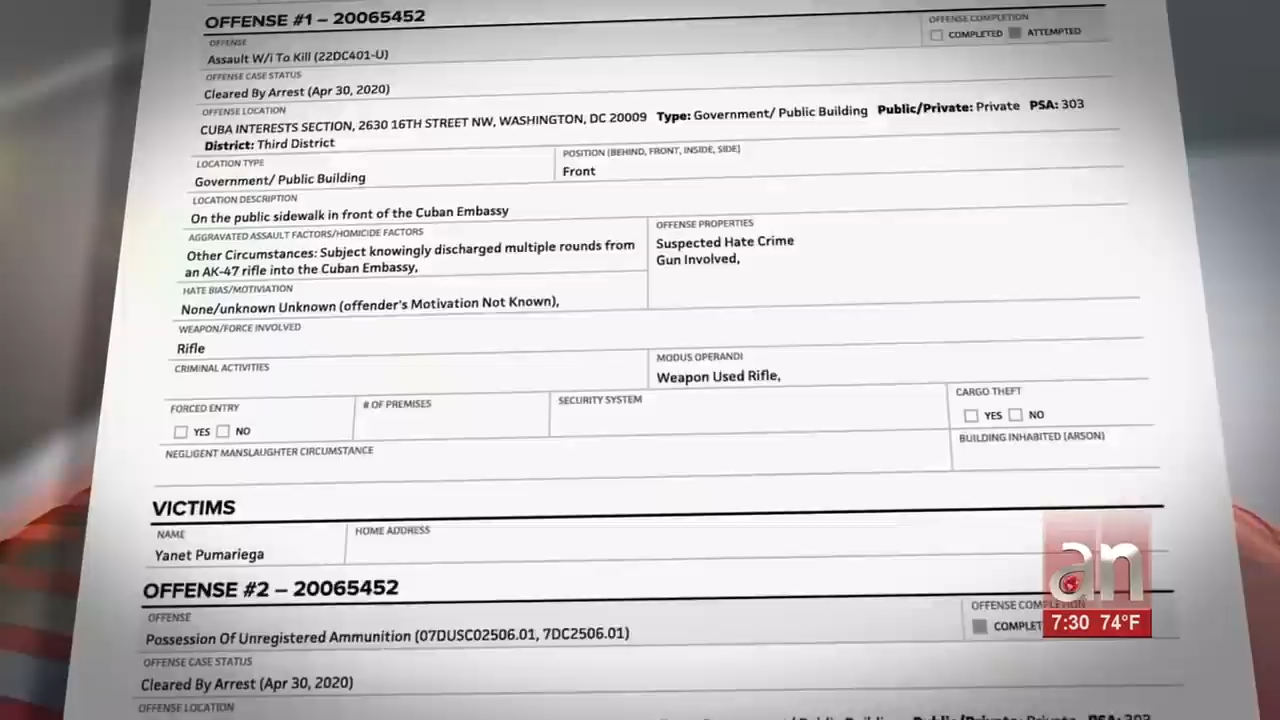 OFFENSE #1 – 20065452
OFFENSE
Assault W/i To Kill (22DC401-U)
OFFENSE COMPLETION
COMPLETED ATTEMPTED
OFFENSE CASE STATUS
Cleared By Arrest (Apr 30, 2020)
OFFENSE LOCATION
CUBA INTERESTS SECTION, 2630 16TH STREET NW, WASHINGTON, DC 20009 Type: Government/ Public Building Public/Private: Private PSA: 303
District: Third District
LOCATION TYPE
Government/ Public Building
POSITION (BEHIND, FRONT, INSIDE, SIDE)
Front
LOCATION DESCRIPTION
On the public sidewalk in front of the Cuban Embassy
AGGRAVATED ASSAULT FACTORS/HOMICIDE FACTORS
Other Circumstances: Subject knowingly discharged multiple rounds from
an AK-47 rifle into the Cuban Embassy,
OFFENSE PROPERTIES
Suspected Hate Crime
Gun Involved,
HATE BIAS/MOTIVIATION
None/unknown Unknown (offender's Motivation Not Known),
WEAPON/FORCE INVOLVED
Rifle
CRIMINAL ACTIVITIES
MODUS OPERANDI
Weapon Used Rifle,
FORCED ENTRY
YES NO
# OF PREMISES
SECURITY SYSTEM
CARGO THEFT
YES NO
NEGLIGENT MANSLAUGHTER CIRCUMSTANCE
BUILDING INHABITED (ARSON)
VICTIMS
NAME
Yanet Pumariega
HOME ADDRESS
OFFENSE #2 – 20065452
OFFENSE
Possession Of Unregistered Ammunition (07DUSC02506.01, 7DC2506.01)
OFFENSE COMPLETION
COMPLET
OFFENSE CASE STATUS
Cleared By Arrest (Apr 30, 2020)
OFFENSE LOCATION
Public/Private: Private PSA: 303
an
7:30 74°F